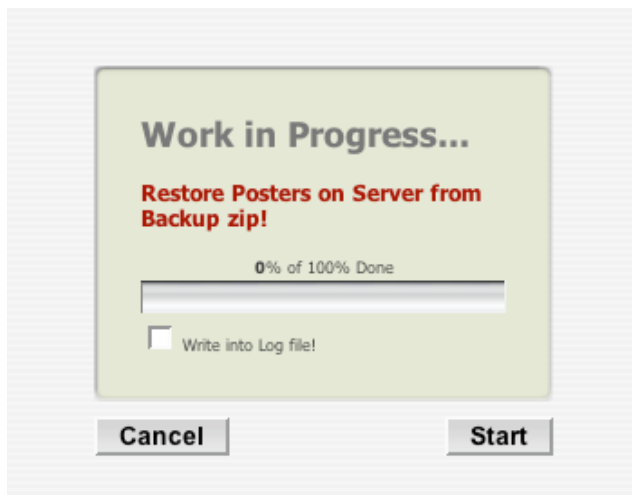 Work in Progress...
Restore Posters on Server from
Backup zip!
0% of 100% Done
Write into Log file!
Cancel
Start